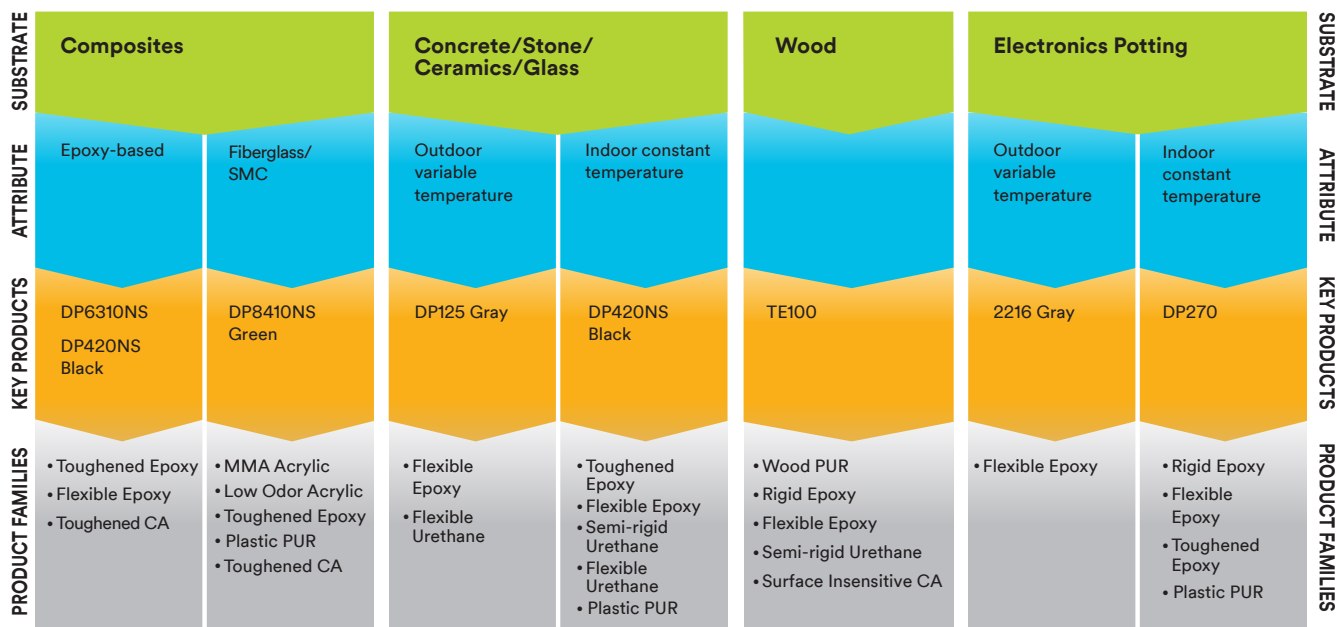 SUBSTRATE
Composites
Concrete/Stone/
Ceramics/Glass
Wood
Electronics Potting
SUBSTRATE
ATTRIBUTE
Epoxy-based
Fiberglass/
SMC
Outdoor
variable
temperature
Indoor constant
temperature
Outdoor
variable
temperature
Indoor
constant
temperature
ATTRIBUTE
KEY PRODUCTS
DP6310NS
DP420NS
Black
DP8410NS
Green
DP125 Gray
DP420NS
Black
TE100
2216 Gray
DP270
KEY PRODUCTS
PRODUCT FAMILIES
• Toughened Epoxy
• Flexible Epoxy
• Toughened CA
• MMA Acrylic
• Low Odor Acrylic
• Toughened Epoxy
• Plastic PUR
• Toughened CA
• Flexible
Epoxy
• Flexible
Urethane
• Toughened
Epoxy
• Flexible Epoxy
• Semi-rigid
Urethane
• Flexible
Urethane
• Plastic PUR
• Wood PUR
• Rigid Epoxy
• Flexible Epoxy
• Semi-rigid Urethane
• Surface Insensitive CA
• Flexible Epoxy
• Rigid Epoxy
• Flexible
Epoxy
• Toughened
Epoxy
• Plastic PUR
PRODUCT FAMILIES